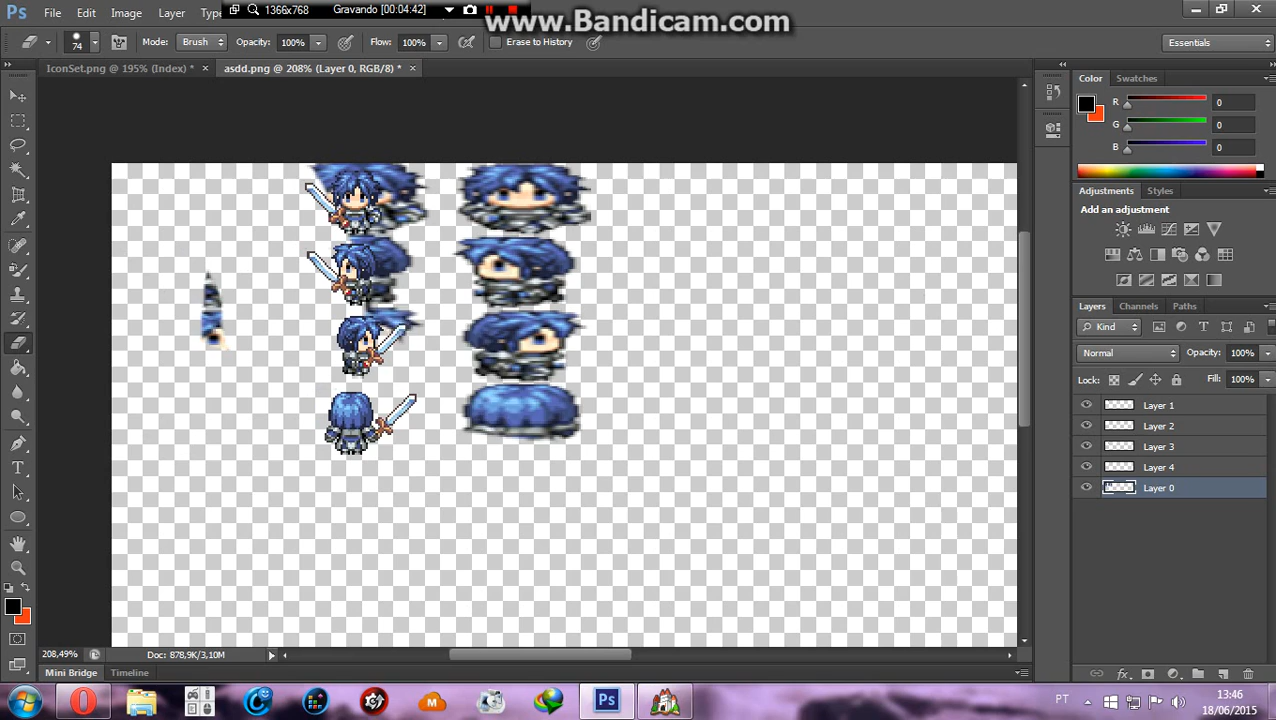 1366x768 Gravando [00:04:42]
www.Bandicam.com
Ps File Edit Image Layer Typ
74 Mode: Brush Opacity: 100% Flow: 100% Erase to History Essentials
IconSet.png @ 195% (Index) * × asdd.png @ 208% (Layer 0, RGB/8) * ×
Color Swatches
R 0
G 0
B 0
Adjustments Styles
Add an adjustment
Layers Channels Paths
Kind
Normal Opacity: 100%
Lock: Fill: 100%
Layer 1
Layer 2
Layer 3
Layer 4
Layer 0
208,49% Doc: 878,9K/3,10M
Mini Bridge Timeline
Ps PT 13:46
18/06/2015